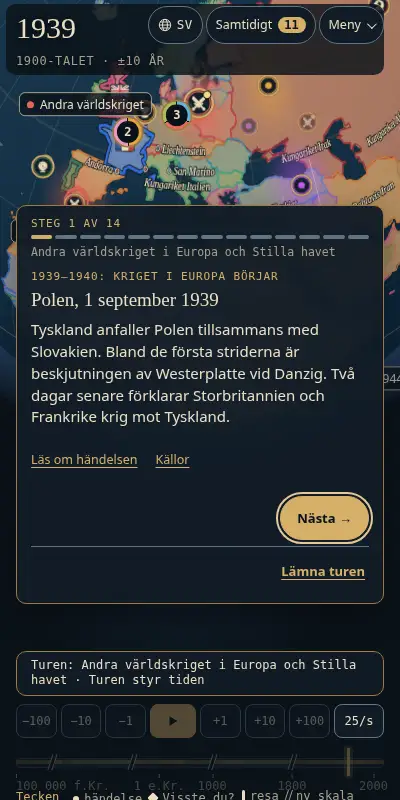 1939
SV
Samtidigt 11
Meny
1900-TALET · ±10 ÅR
Andra världskriget
2
3
Liechtenstein
San Marino
Andorra
Kungariket Italien
Kungariket Irak
STEG 1 AV 14
Andra världskriget i Europa och Stilla havet
1939–1940: KRIGET I EUROPA BÖRJAR
Polen, 1 september 1939
Tyskland anfaller Polen tillsammans med
Slovakien. Bland de första striderna är
beskjutningen av Westerplatte vid Danzig. Två
dagar senare förklarar Storbritannien och
Frankrike krig mot Tyskland.
Läs om händelsen Källor
Nästa →
Lämna turen
Turen: Andra världskriget i Europa och Stilla
havet · Turen styr tiden
−100 −10 −1 +1 +10 +100 25/s
100 000 f.Kr. 1 e.Kr. 1000 1800 2000
Tecken händelse Visste du? resa // ny skala